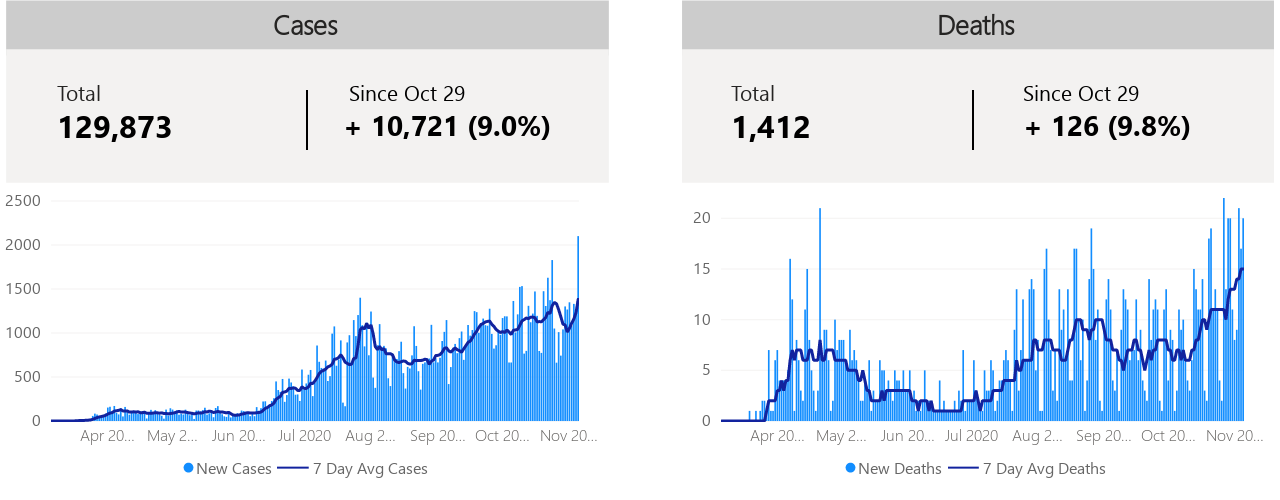 Cases
Total
129,873
Since Oct 29
+ 10,721 (9.0%)
2500
2000
1500
1000
500
0
Apr 20... May 2... Jun 20... Jul 2020 Aug 2... Sep 20... Oct 20... Nov 20...
New Cases 7 Day Avg Cases
Deaths
Total
1,412
Since Oct 29
+ 126 (9.8%)
20
15
10
5
0
Apr 20... May 2... Jun 20... Jul 2020 Aug 2... Sep 20... Oct 20... Nov 20...
New Deaths 7 Day Avg Deaths